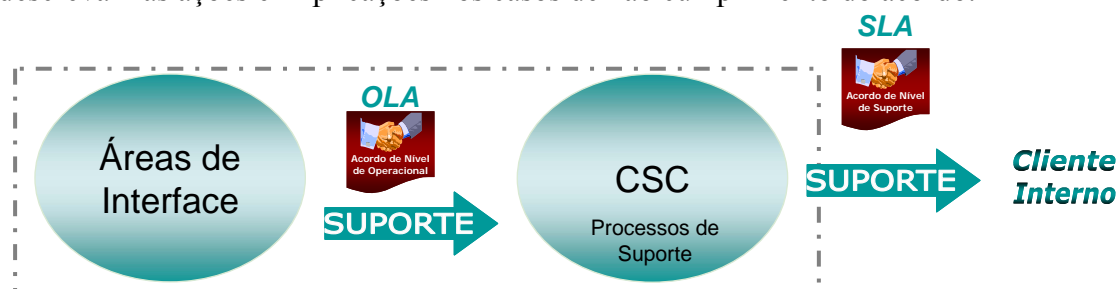 SLA
Acordo de Nível
de Suporte
OLA
Acordo de Nível
de Operacional
Áreas de
Interface
SUPORTE
CSC
Processos de
Suporte
SUPORTE
Cliente
Interno